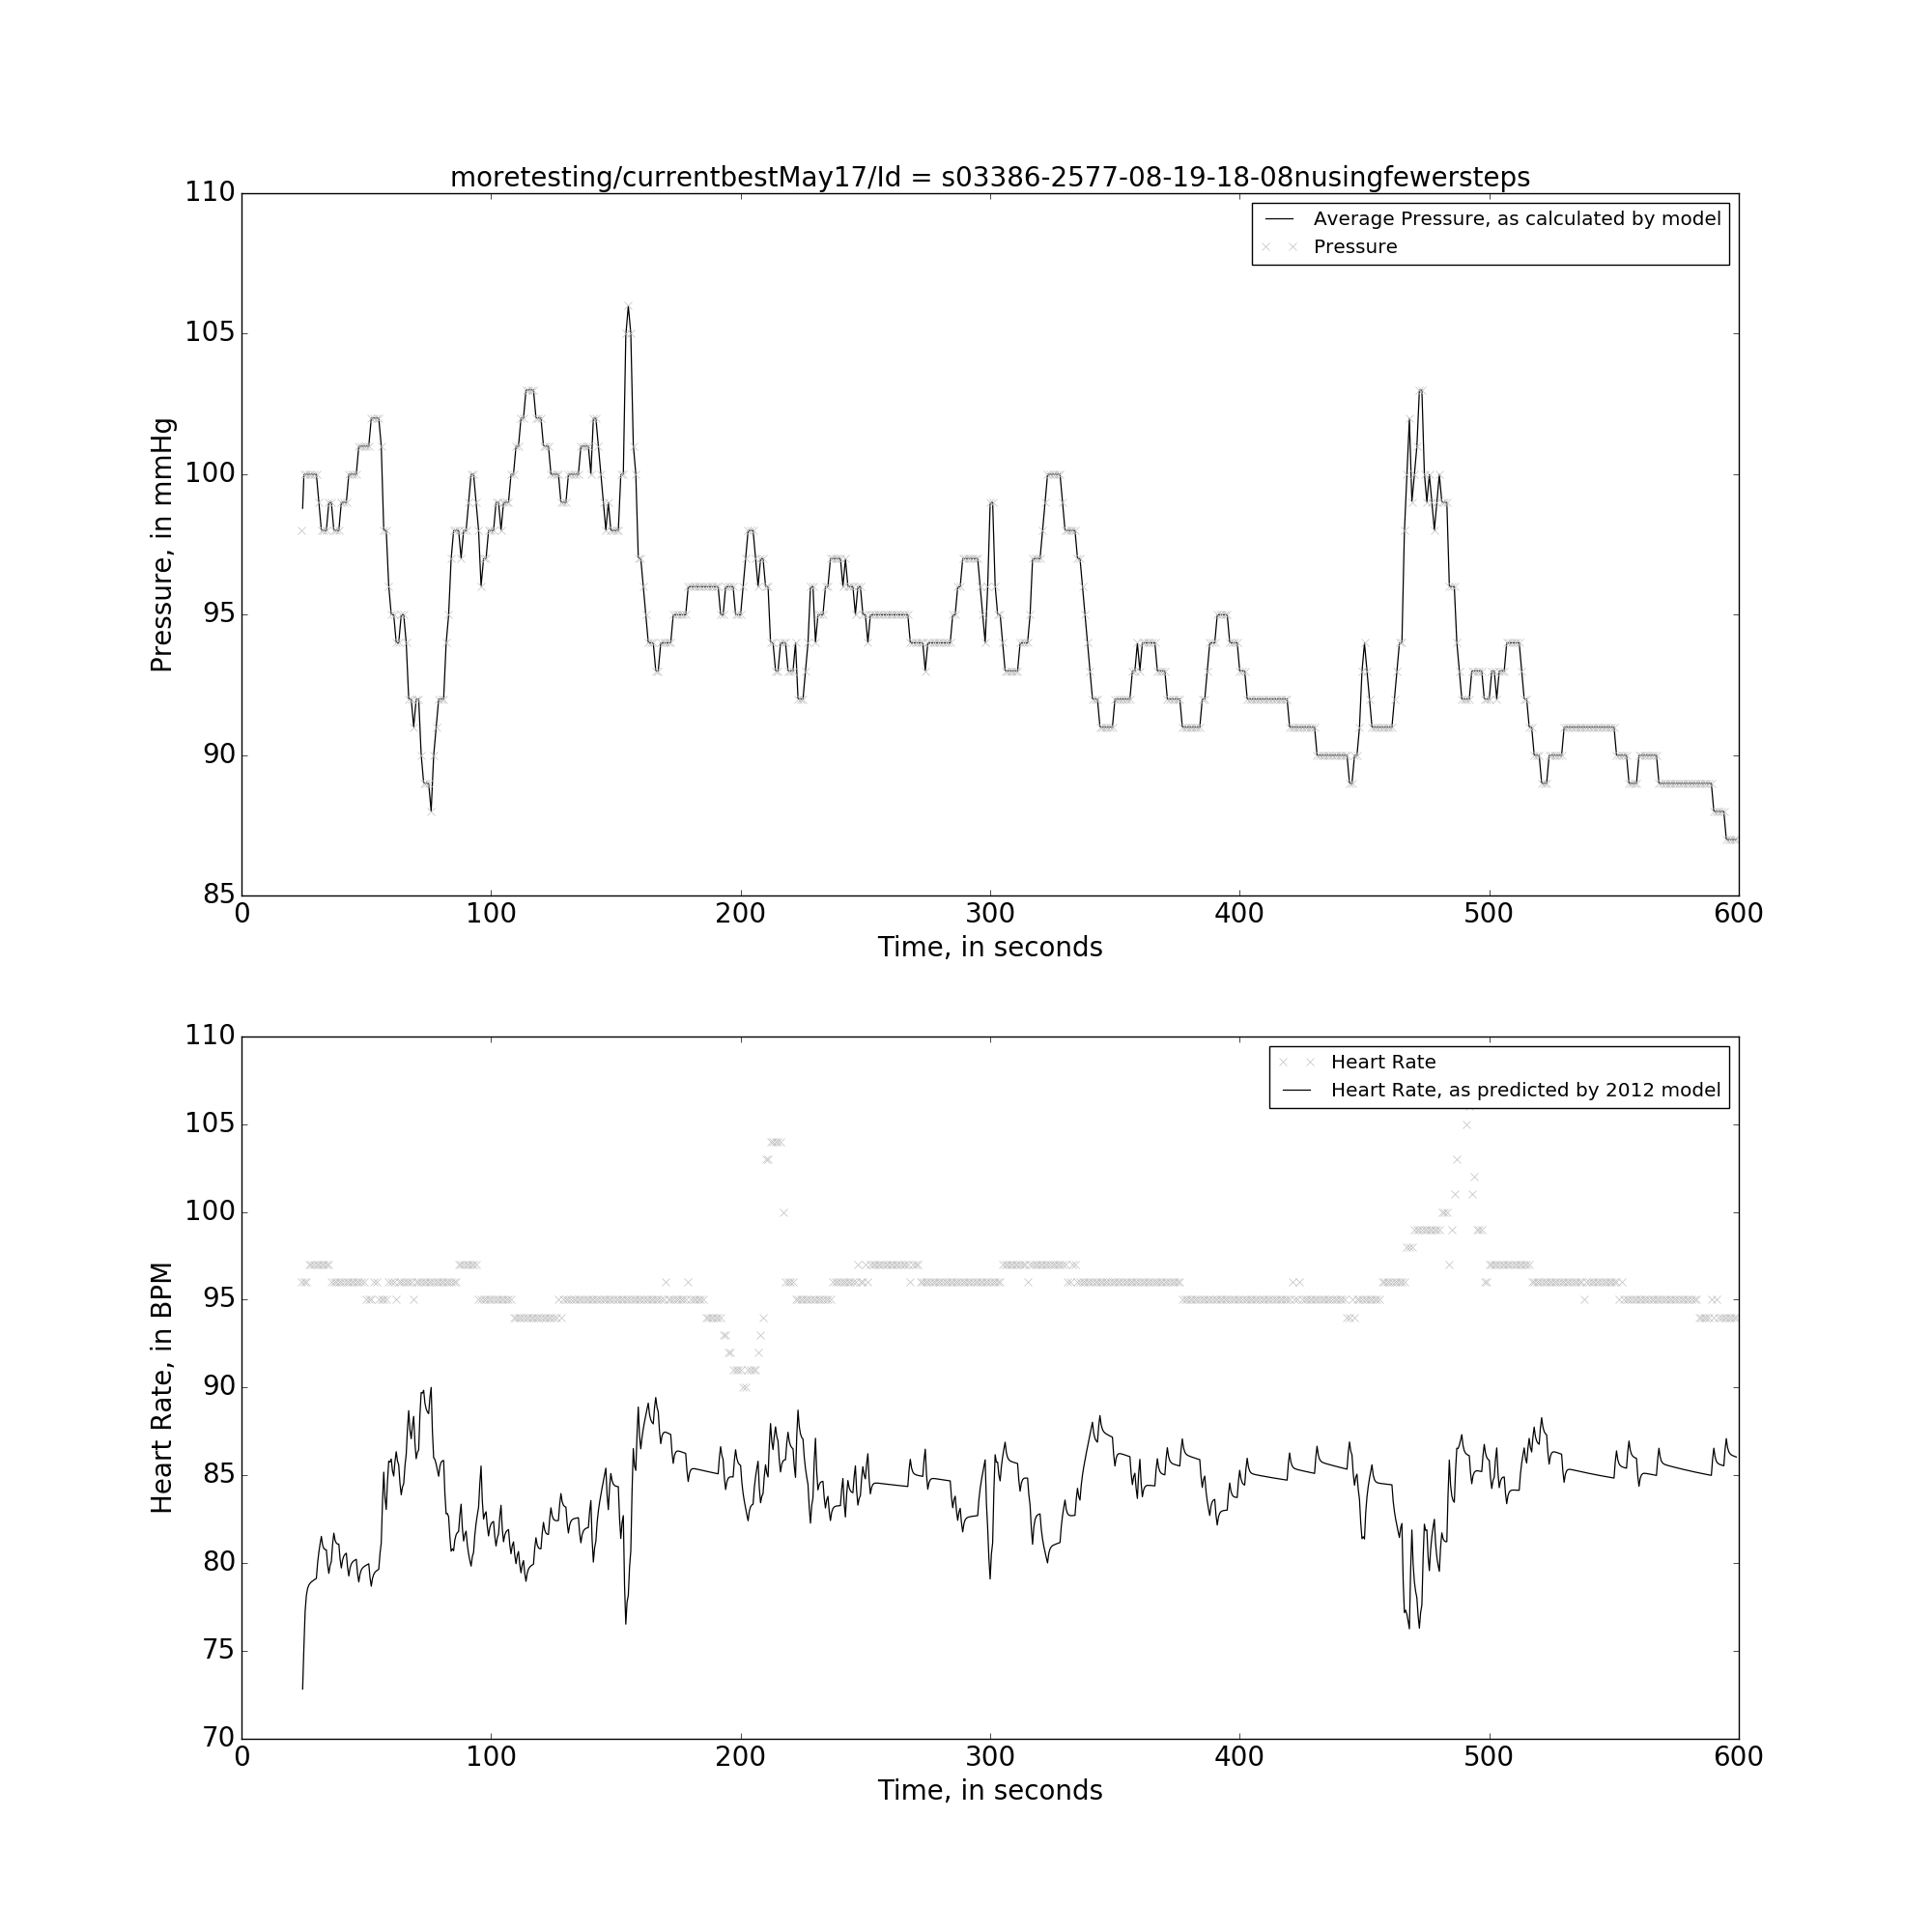 moretesting/currentbestMay17/Id = s03386-2577-08-19-18-08nusingfewersteps
110
105
100
95
90
85
Pressure, in mmHg
Average Pressure, as calculated by model
Pressure
0 100 200 300 400 500 600
Time, in seconds
110
105
100
95
90
85
80
75
70
Heart Rate, in BPM
Heart Rate
Heart Rate, as predicted by 2012 model
0 100 200 300 400 500 600
Time, in seconds